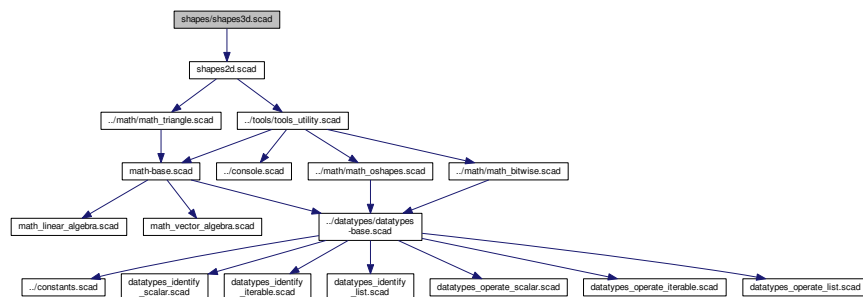 shapes/shapes3d.scad
shapes2d.scad
../math/math_triangle.scad
../tools/tools_utility.scad
math-base.scad
../console.scad
../math/math_oshapes.scad
../math/math_bitwise.scad
math_linear_algebra.scad
math_vector_algebra.scad
../datatypes/datatypes
-base.scad
../constants.scad
datatypes_identify
_scalar.scad
datatypes_identify
_iterable.scad
datatypes_identify
_list.scad
datatypes_operate_scalar.scad
datatypes_operate_iterable.scad
datatypes_operate_list.scad